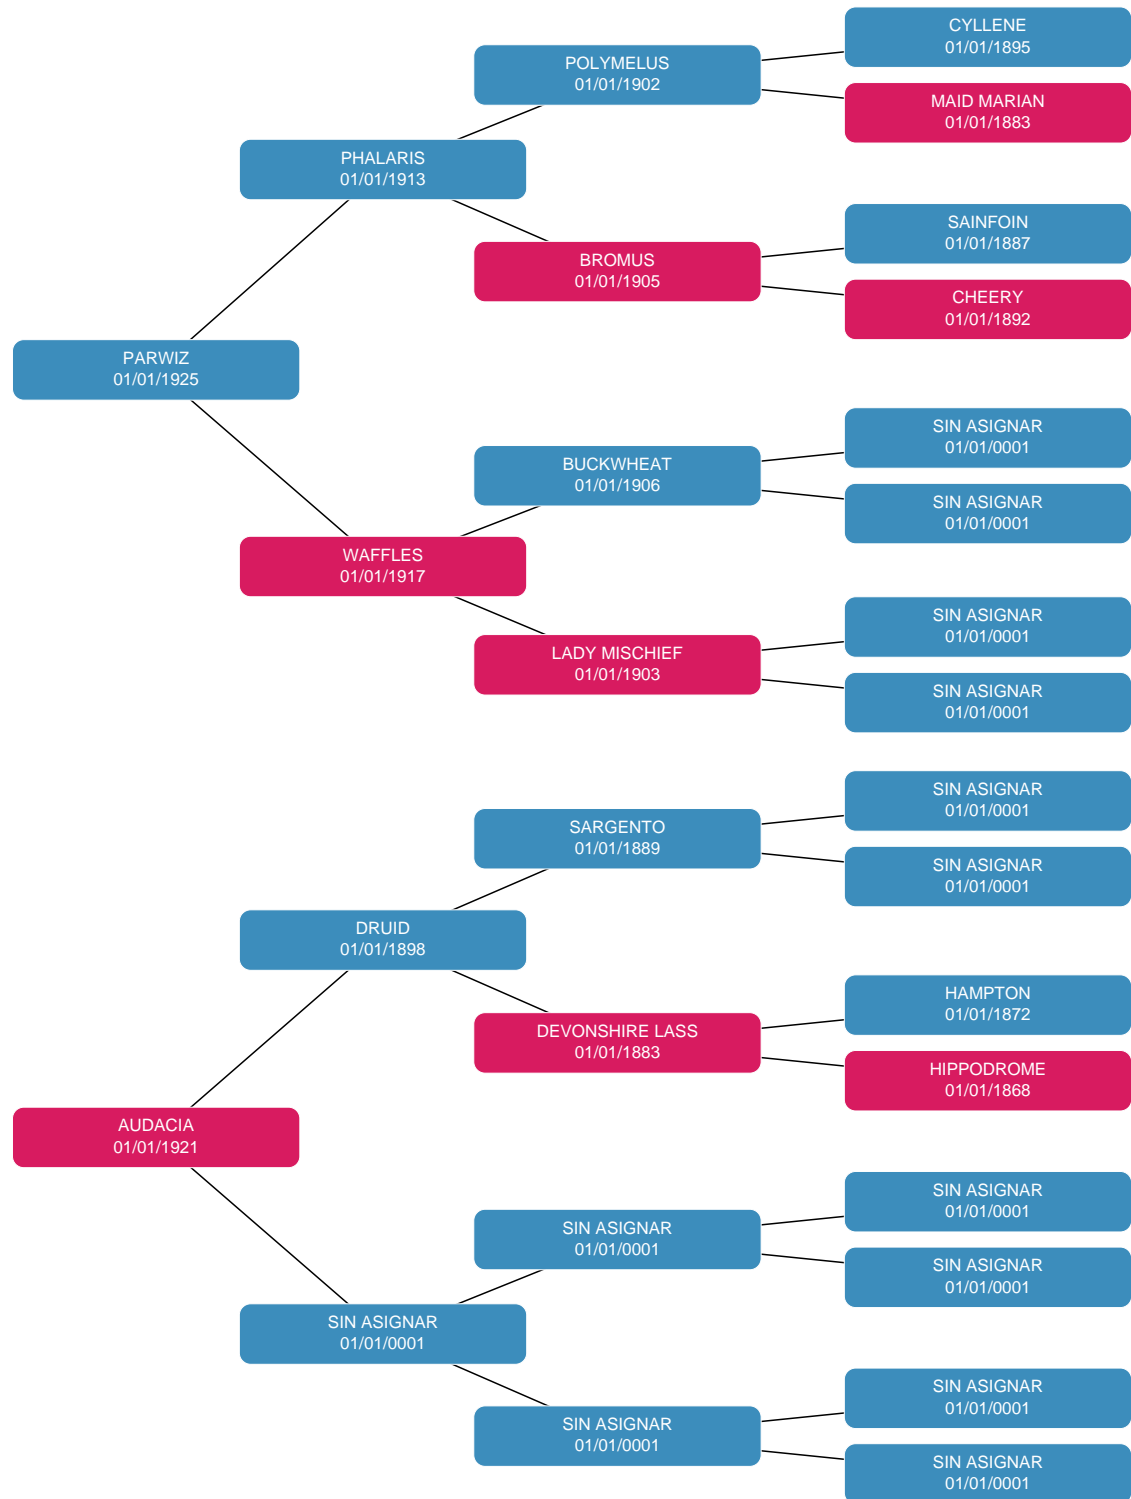 CYLLENE
01/01/1895
POLYMELUS
01/01/1902
MAID MARIAN
01/01/1883
PHALARIS
01/01/1913
SAINFOIN
01/01/1887
BROMUS
01/01/1905
CHEERY
01/01/1892
PARWIZ
01/01/1925
SIN ASIGNAR
01/01/0001
BUCKWHEAT
01/01/1906
SIN ASIGNAR
01/01/0001
WAFFLES
01/01/1917
SIN ASIGNAR
01/01/0001
LADY MISCHIEF
01/01/1903
SIN ASIGNAR
01/01/0001
SIN ASIGNAR
01/01/0001
SARGENTO
01/01/1889
SIN ASIGNAR
01/01/0001
DRUID
01/01/1898
HAMPTON
01/01/1872
DEVONSHIRE LASS
01/01/1883
HIPPODROME
01/01/1868
AUDACIA
01/01/1921
SIN ASIGNAR
01/01/0001
SIN ASIGNAR
01/01/0001
SIN ASIGNAR
01/01/0001
SIN ASIGNAR
01/01/0001
SIN ASIGNAR
01/01/0001
SIN ASIGNAR
01/01/0001
SIN ASIGNAR
01/01/0001